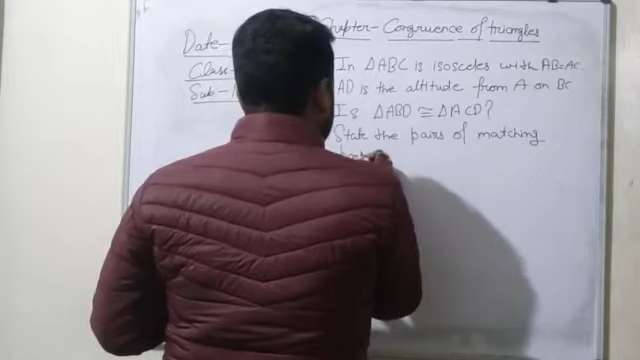 Chapter - Congruence of triangles
Date -
Class -
Sub -
In ΔABC is isosceles with AB=AC.
AD is the altitude from A on BC
Is ΔABD ≅ ΔACD?
State the pairs of matching